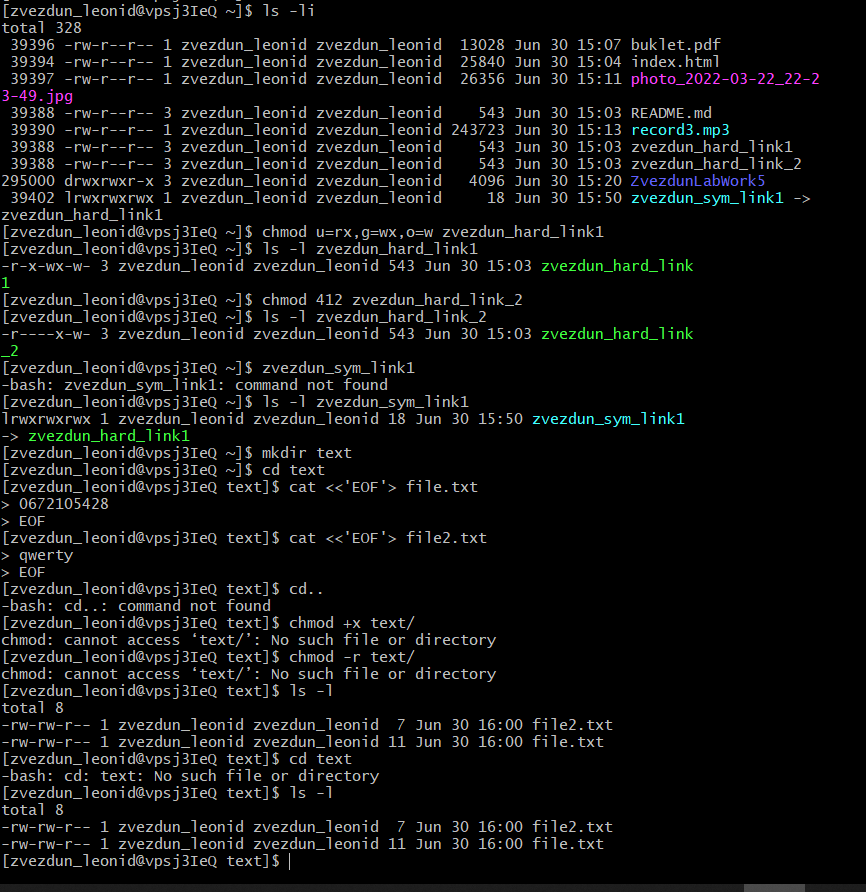 [zvezdun_leonid@vpsj3IeQ ~]$ ls -li
total 328
 39396 -rw-r--r-- 1 zvezdun_leonid zvezdun_leonid  13028 Jun 30 15:07 buklet.pdf
 39394 -rw-r--r-- 1 zvezdun_leonid zvezdun_leonid  25840 Jun 30 15:04 index.html
 39397 -rw-r--r-- 1 zvezdun_leonid zvezdun_leonid  26356 Jun 30 15:11 photo_2022-03-22_22-2
3-49.jpg
 39388 -rw-r--r-- 3 zvezdun_leonid zvezdun_leonid    543 Jun 30 15:03 README.md
 39390 -rw-r--r-- 1 zvezdun_leonid zvezdun_leonid 243723 Jun 30 15:13 record3.mp3
 39388 -rw-r--r-- 3 zvezdun_leonid zvezdun_leonid    543 Jun 30 15:03 zvezdun_hard_link1
 39388 -rw-r--r-- 3 zvezdun_leonid zvezdun_leonid    543 Jun 30 15:03 zvezdun_hard_link_2
295000 drwxrwxr-x 3 zvezdun_leonid zvezdun_leonid   4096 Jun 30 15:20 ZvezdunLabWork5
 39402 lrwxrwxrwx 1 zvezdun_leonid zvezdun_leonid     18 Jun 30 15:50 zvezdun_sym_link1 ->
zvezdun_hard_link1
[zvezdun_leonid@vpsj3IeQ ~]$ chmod u=rx,g=wx,o=w zvezdun_hard_link1
[zvezdun_leonid@vpsj3IeQ ~]$ ls -l zvezdun_hard_link1
-r-x-wx-w- 3 zvezdun_leonid zvezdun_leonid 543 Jun 30 15:03 zvezdun_hard_link
1
[zvezdun_leonid@vpsj3IeQ ~]$ chmod 412 zvezdun_hard_link_2
[zvezdun_leonid@vpsj3IeQ ~]$ ls -l zvezdun_hard_link_2
-r----x-w- 3 zvezdun_leonid zvezdun_leonid 543 Jun 30 15:03 zvezdun_hard_link
_2
[zvezdun_leonid@vpsj3IeQ ~]$ zvezdun_sym_link1
-bash: zvezdun_sym_link1: command not found
[zvezdun_leonid@vpsj3IeQ ~]$ ls -l zvezdun_sym_link1
lrwxrwxrwx 1 zvezdun_leonid zvezdun_leonid 18 Jun 30 15:50 zvezdun_sym_link1
-> zvezdun_hard_link1
[zvezdun_leonid@vpsj3IeQ ~]$ mkdir text
[zvezdun_leonid@vpsj3IeQ ~]$ cd text
[zvezdun_leonid@vpsj3IeQ text]$ cat <<'EOF'> file.txt
> 0672105428
> EOF
[zvezdun_leonid@vpsj3IeQ text]$ cat <<'EOF'> file2.txt
> qwerty
> EOF
[zvezdun_leonid@vpsj3IeQ text]$ cd..
-bash: cd..: command not found
[zvezdun_leonid@vpsj3IeQ text]$ chmod +x text/
chmod: cannot access ‘text/’: No such file or directory
[zvezdun_leonid@vpsj3IeQ text]$ chmod -r text/
chmod: cannot access ‘text/’: No such file or directory
[zvezdun_leonid@vpsj3IeQ text]$ ls -l
total 8
-rw-rw-r-- 1 zvezdun_leonid zvezdun_leonid  7 Jun 30 16:00 file2.txt
-rw-rw-r-- 1 zvezdun_leonid zvezdun_leonid 11 Jun 30 16:00 file.txt
[zvezdun_leonid@vpsj3IeQ text]$ cd text
-bash: cd: text: No such file or directory
[zvezdun_leonid@vpsj3IeQ text]$ ls -l
total 8
-rw-rw-r-- 1 zvezdun_leonid zvezdun_leonid  7 Jun 30 16:00 file2.txt
-rw-rw-r-- 1 zvezdun_leonid zvezdun_leonid 11 Jun 30 16:00 file.txt
[zvezdun_leonid@vpsj3IeQ text]$